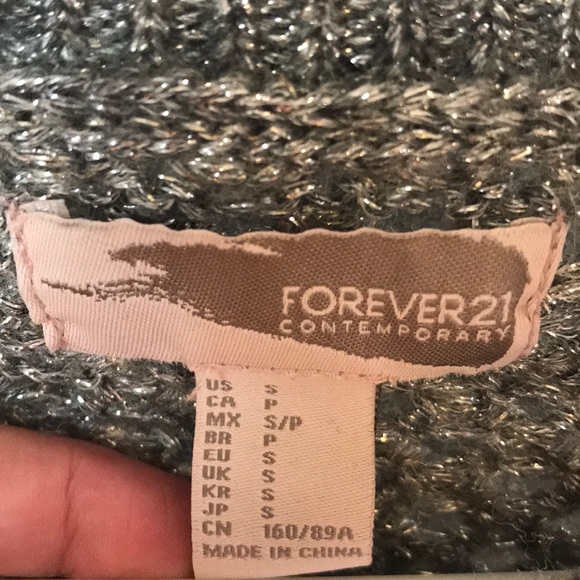 FOREVER21
CONTEMPORARY
US S
CA P
MX S/P
BR P
EU S
UK S
KR S
JP S
CN 160/89A
MADE IN CHINA